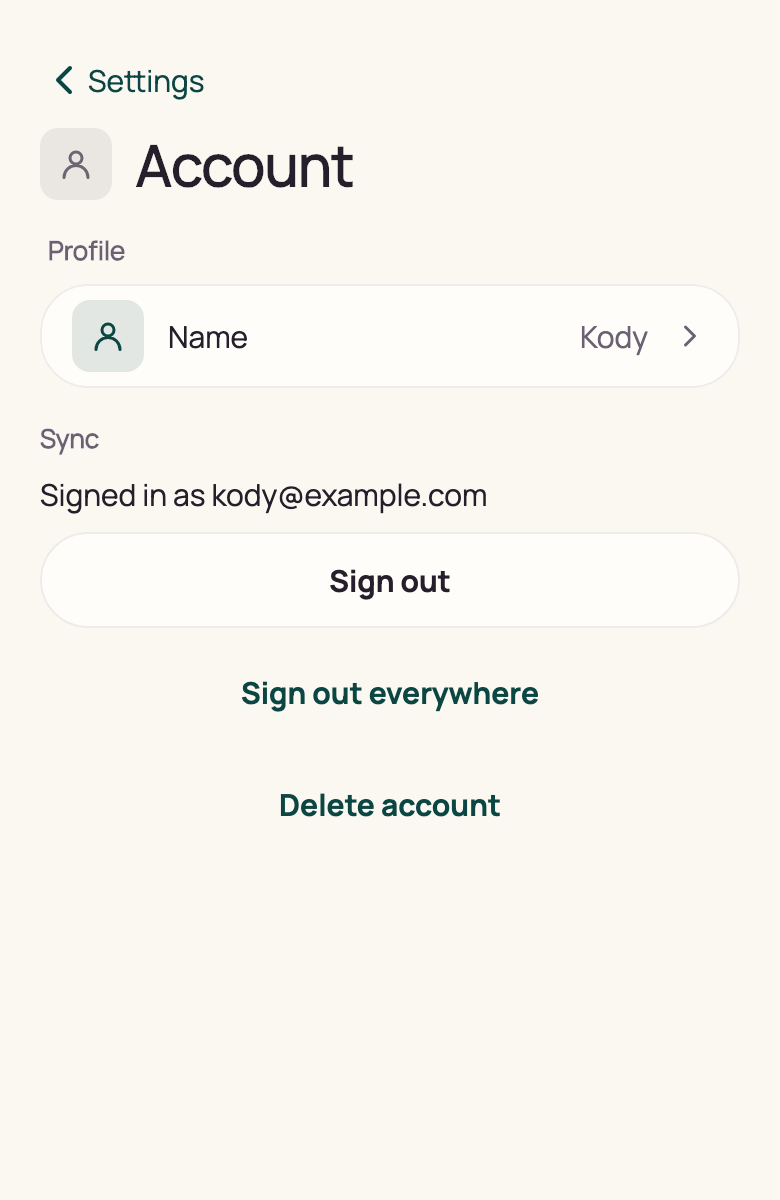 Settings
Account
Profile
Name Kody
Sync
Signed in as kody@example.com
Sign out
Sign out everywhere
Delete account